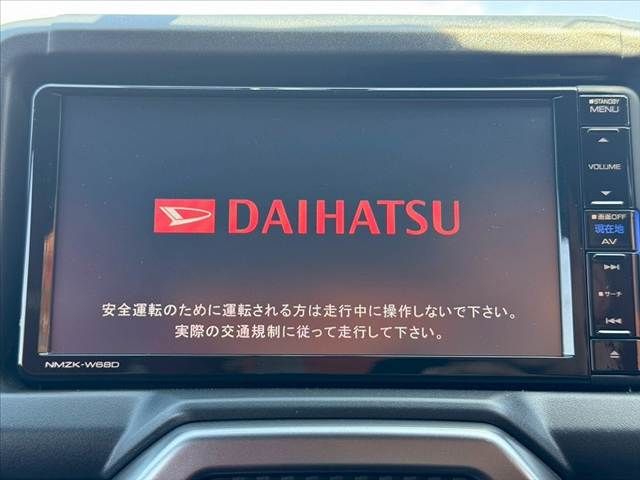 ■STANDBY
MENU
VOLUME
DAIHATSU
■画面OFF
現在地
AV
■サーチ
安全運転のために運転される方は走行中に操作しないで下さい。
実際の交通規制に従って走行して下さい。
NMZK-W68D